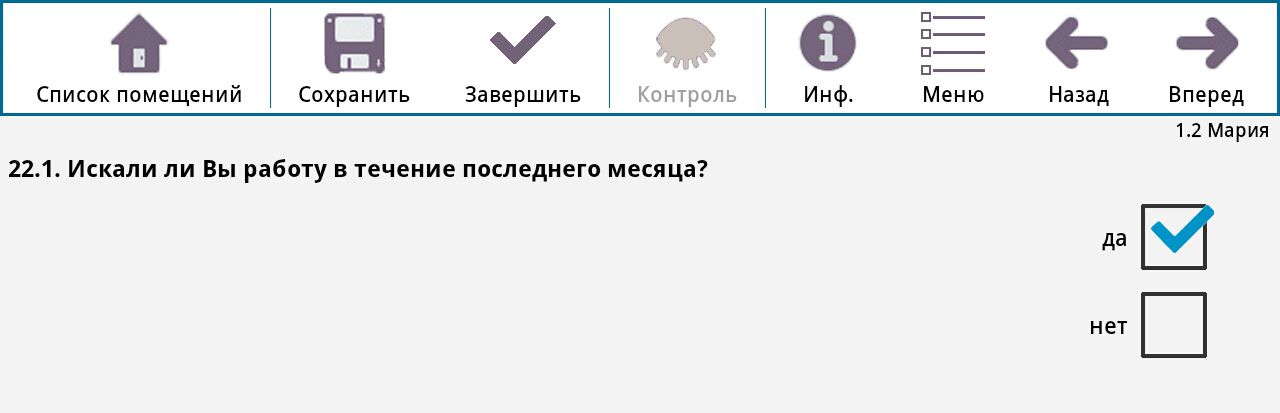 Список помещений
Сохранить
Завершить
Контроль
Инф.
Меню
Назад
Вперед
1.2 Мария
22.1. Искали ли Вы работу в течение последнего месяца?
да
нет